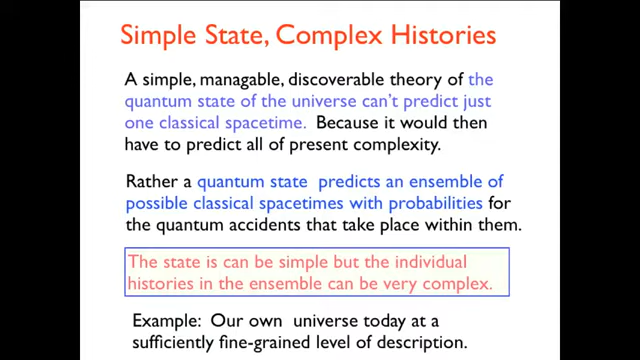 Simple State, Complex Histories
A simple, managable, discoverable theory of the
quantum state of the universe can't predict just
one classical spacetime. Because it would then
have to predict all of present complexity.
Rather a quantum state predicts an ensemble of
possible classical spacetimes with probabilities for
the quantum accidents that take place within them.
The state is can be simple but the individual
histories in the ensemble can be very complex.
Example: Our own universe today at a
sufficiently fine-grained level of description.